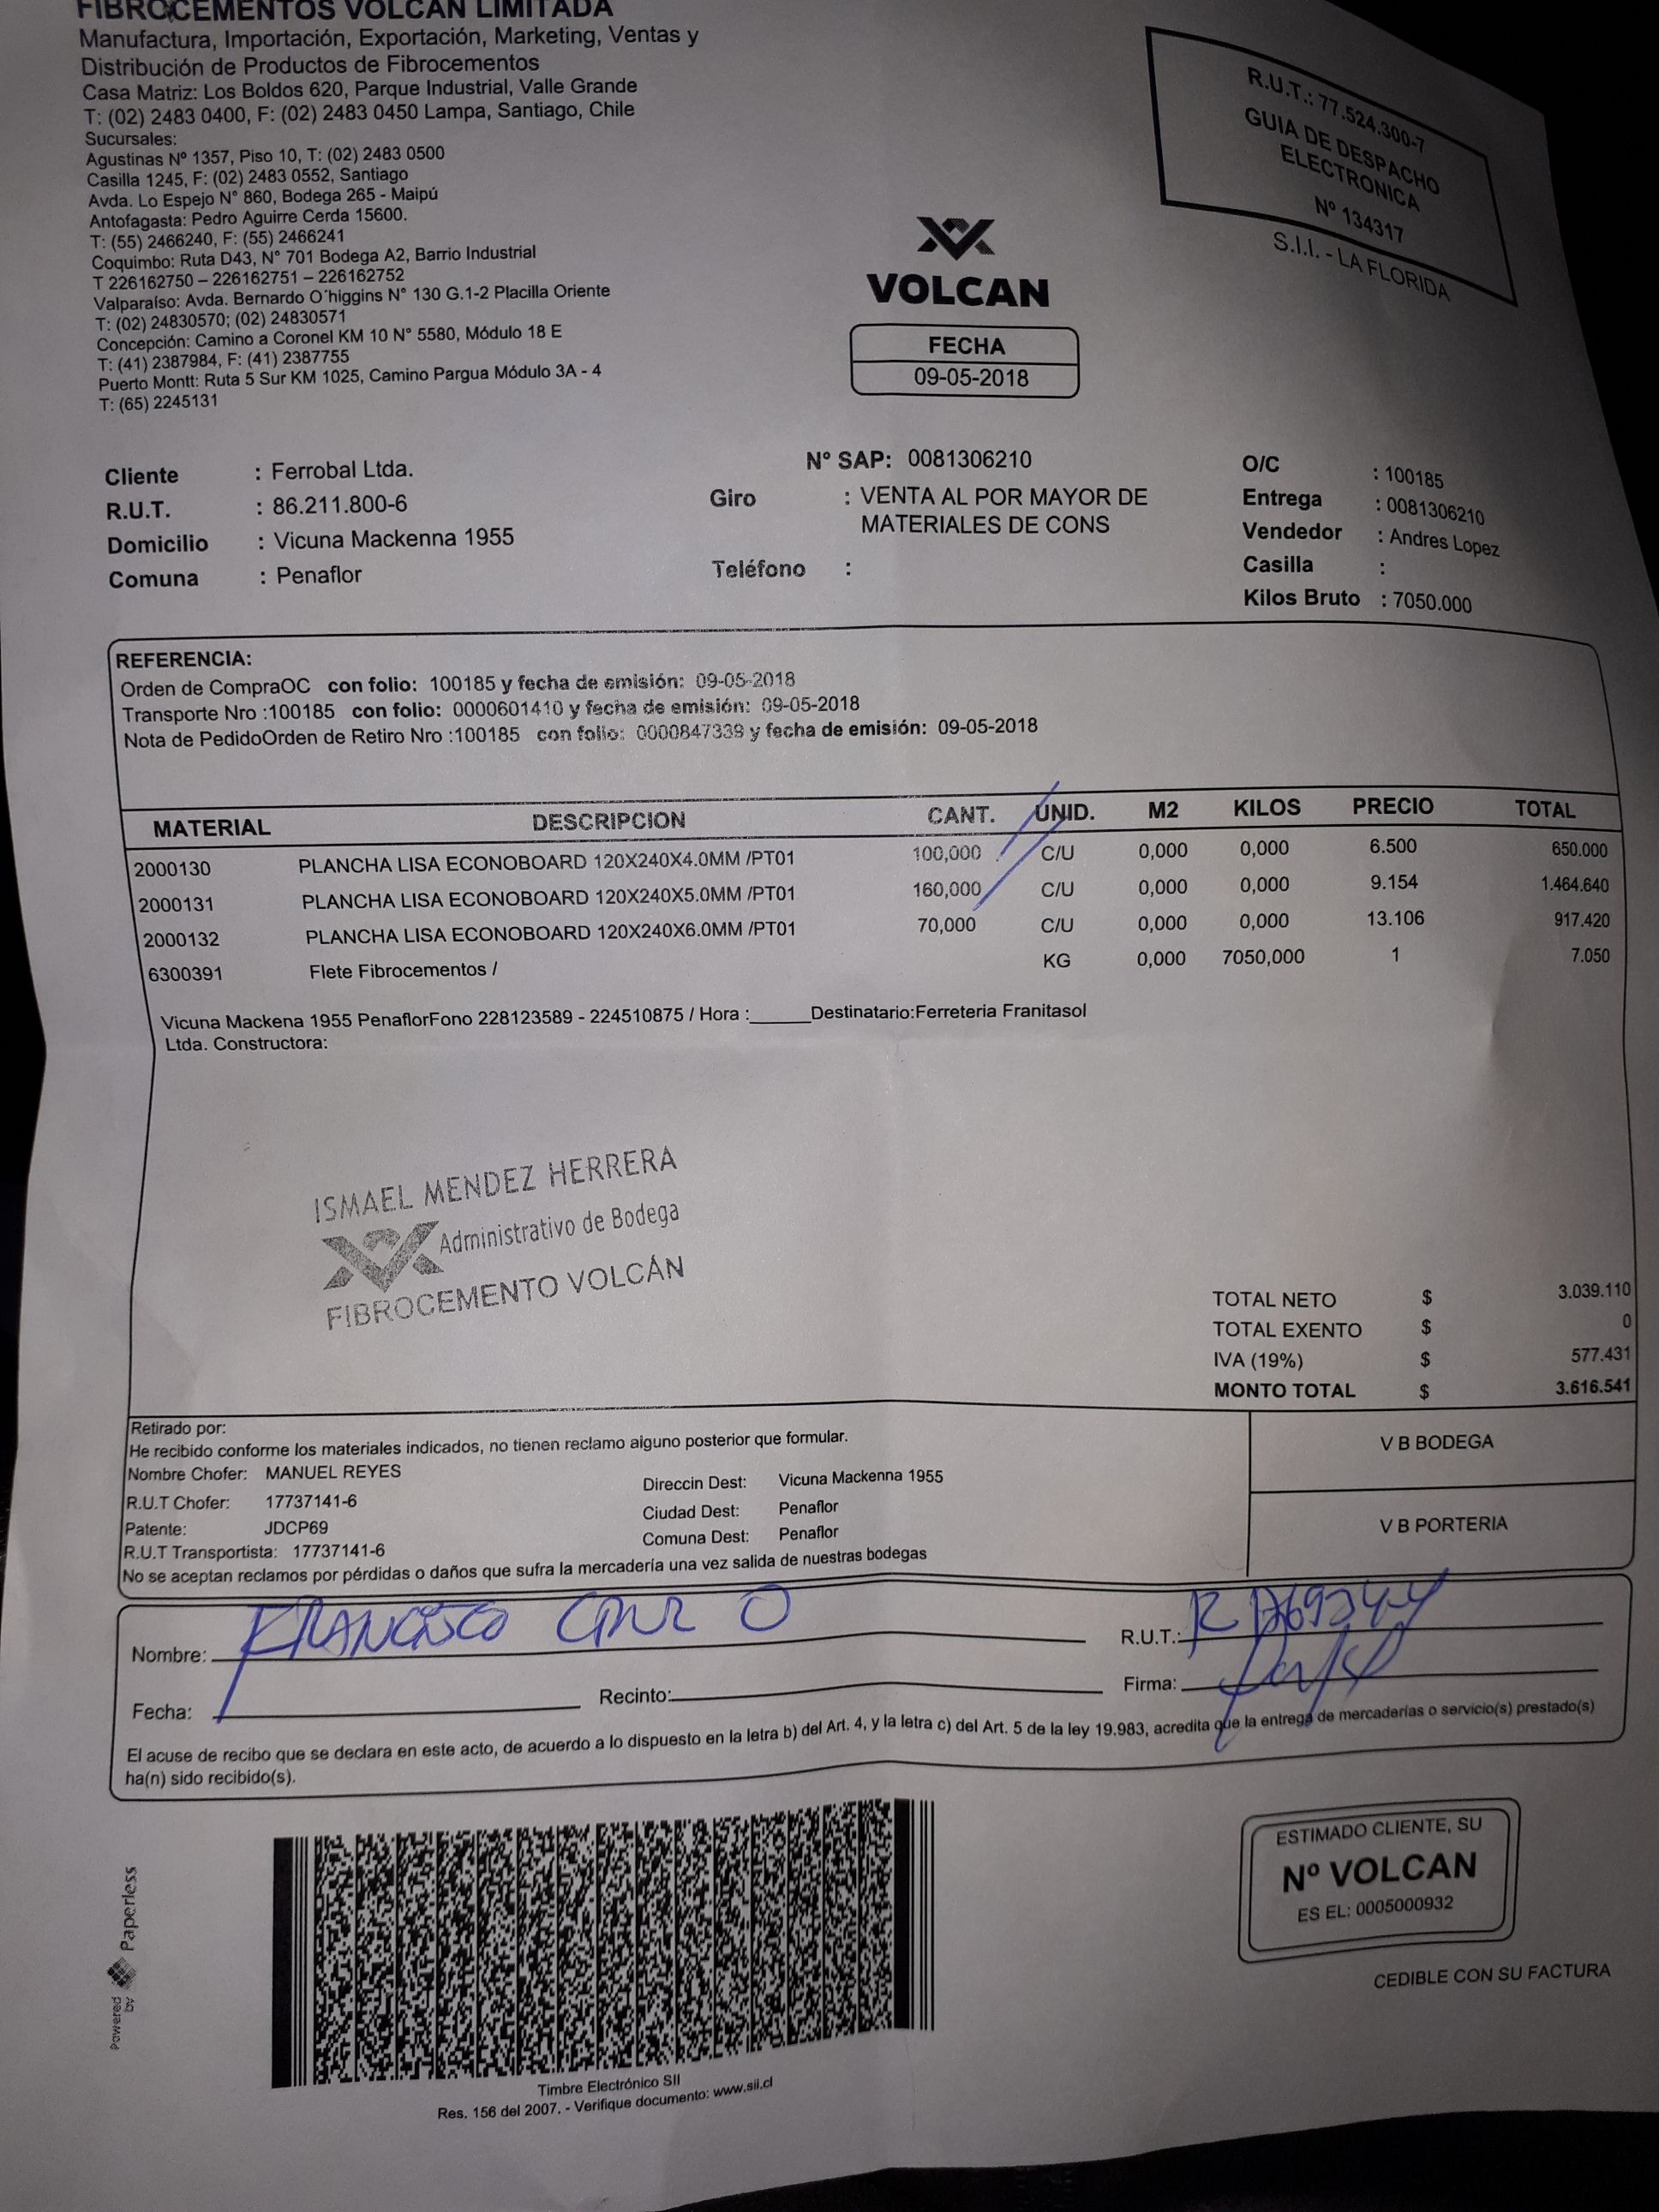 FIBROCEMENTOS VOLCAN LIMITADA
Manufactura, Importación, Exportación, Marketing, Ventas y
Distribución de Productos de Fibrocementos
Casa Matriz: Los Boldos 620, Parque Industrial, Valle Grande
T: (02) 2483 0400, F: (02) 2483 0450 Lampa, Santiago, Chile
Sucursales:
Agustinas Nº 1357, Piso 10, T: (02) 2483 0500
Casilla 1245, F: (02) 2483 0552, Santiago
Avda. Lo Espejo N° 860, Bodega 265 - Maipú
Antofagasta: Pedro Aguirre Cerda 15600.
T: (55) 2466240, F: (55) 2466241
Coquimbo: Ruta D43, N° 701 Bodega A2, Barrio Industrial
T 226162750 – 226162751 – 226162752
Valparaíso: Avda. Bernardo O´higgins N° 130 G.1-2 Placilla Oriente
T: (02) 24830570; (02) 24830571
Concepción: Camino a Coronel KM 10 N° 5580, Módulo 18 E
T: (41) 2387984, F: (41) 2387755
Puerto Montt: Ruta 5 Sur KM 1025, Camino Pargua Módulo 3A - 4
T: (65) 2245131
R.U.T.: 77.524.300-7
GUIA DE DESPACHO
ELECTRONICA
Nº 134317
S.I.I. - LA FLORIDA
VOLCAN
FECHA
09-05-2018
Cliente : Ferrobal Ltda.
R.U.T. : 86.211.800-6
Domicilio : Vicuna Mackenna 1955
Comuna : Penaflor
N° SAP: 0081306210
Giro : VENTA AL POR MAYOR DE
MATERIALES DE CONS
Teléfono :
O/C : 100185
Entrega : 0081306210
Vendedor : Andres Lopez
Casilla :
Kilos Bruto : 7050.000
REFERENCIA:
Orden de CompraOC con folio: 100185 y fecha de emisión: 09-05-2018
Transporte Nro :100185 con folio: 0000601410 y fecha de emisión: 09-05-2018
Nota de PedidoOrden de Retiro Nro :100185 con folio: 0000847339 y fecha de emisión: 09-05-2018
MATERIAL DESCRIPCION CANT. UNID. M2 KILOS PRECIO TOTAL
2000130 PLANCHA LISA ECONOBOARD 120X240X4.0MM /PT01 100,000 C/U 0,000 0,000 6.500 650.000
2000131 PLANCHA LISA ECONOBOARD 120X240X5.0MM /PT01 160,000 C/U 0,000 0,000 9.154 1.464.640
2000132 PLANCHA LISA ECONOBOARD 120X240X6.0MM /PT01 70,000 C/U 0,000 0,000 13.106 917.420
6300391 Flete Fibrocementos / KG 0,000 7050,000 1 7.050
Vicuna Mackena 1955 PenaflorFono 228123589 - 224510875 / Hora :______Destinatario:Ferreteria Franitasol
Ltda. Constructora:
ISMAEL MENDEZ HERRERA
Administrativo de Bodega
FIBROCEMENTO VOLCÁN
TOTAL NETO $ 3.039.110
TOTAL EXENTO $ 0
IVA (19%) $ 577.431
MONTO TOTAL $ 3.616.541
Retirado por:
He recibido conforme los materiales indicados, no tienen reclamo alguno posterior que formular.
Nombre Chofer: MANUEL REYES
R.U.T Chofer: 17737141-6
Patente: JDCP69
R.U.T Transportista: 17737141-6
Direccin Dest: Vicuna Mackenna 1955
Ciudad Dest: Penaflor
Comuna Dest: Penaflor
No se aceptan reclamos por pérdidas o daños que sufra la mercadería una vez salida de nuestras bodegas
V B BODEGA
V B PORTERIA
Nombre: FRANCISCO
R.U.T.:
Fecha: Recinto: Firma:
El acuse de recibo que se declara en este acto, de acuerdo a lo dispuesto en la letra b) del Art. 4, y la letra c) del Art. 5 de la ley 19.983, acredita que la entrega de mercaderías o servicio(s) prestado(s)
ha(n) sido recibido(s).
Powered by Paperless
Timbre Electrónico SII
Res. 156 del 2007. - Verifique documento: www.sii.cl
ESTIMADO CLIENTE, SU
Nº VOLCAN
ES EL: 0005000932
CEDIBLE CON SU FACTURA